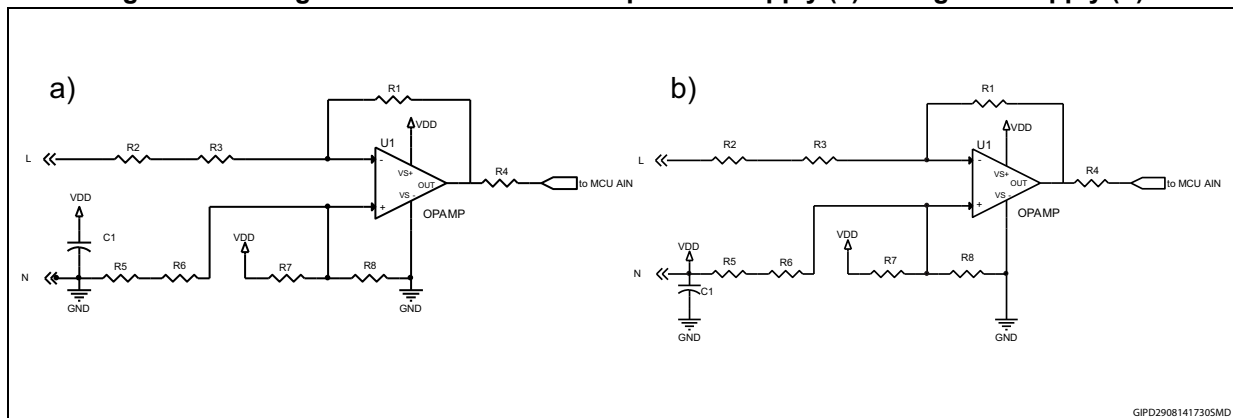 a)
R1
VDD
U1
L
R2
R3
-
VS+
OUT
R4
to MCU AIN
VS -
+
OPAMP
VDD
C1
VDD
N
R5
R6
R7
R8
GND
GND
b)
R1
VDD
U1
L
R2
R3
-
VS+
OUT
R4
to MCU AIN
VS -
+
OPAMP
VDD
VDD
N
R5
R6
R7
R8
C1
GND
GND
GIPD2908141730SMD